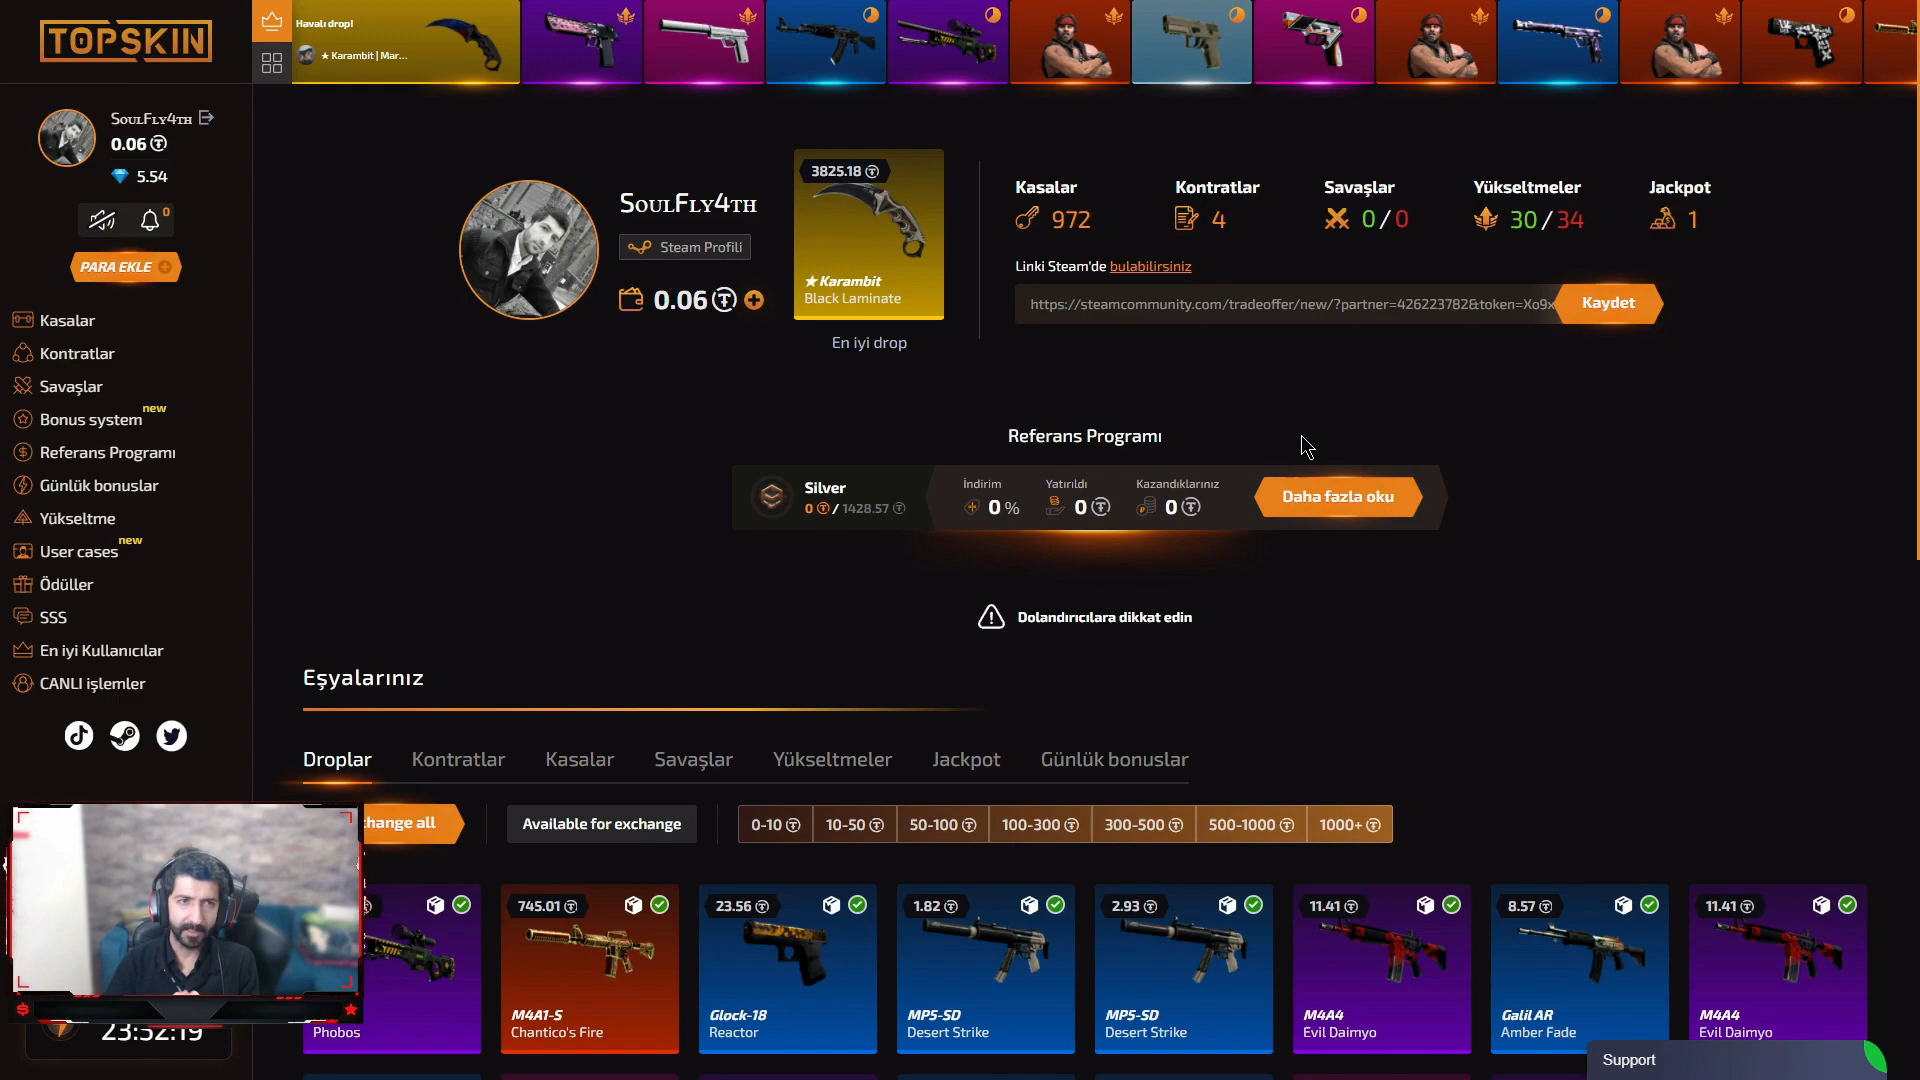 TOPSKIN
Havalı drop!
★ Karambit | Mar...
SoulFly4th
0.06
5.54
0
PARA EKLE
Kasalar
Kontratlar
Savaşlar
Bonus system
new
Referans Programı
Günlük bonuslar
Yükseltme
User cases
new
Ödüller
SSS
En iyi Kullanıcılar
CANLI işlemler
SoulFly4th
Steam Profili
0.06
3825.18
★ Karambit
Black Laminate
En iyi drop
Kasalar
972
Kontratlar
4
Savaşlar
0/0
Yükseltmeler
30/34
Jackpot
1
Linki Steam'de bulabilirsiniz
https://steamcommunity.com/tradeoffer/new/?partner=426223782&token=Xo9x
Kaydet
Referans Programı
Silver
0 / 1428.57
İndirim
0 %
Yatırıldı
0
Kazandıklarınız
0
Daha fazla oku
Dolandırıcılara dikkat edin
Eşyalarınız
Droplar Kontratlar Kasalar Savaşlar Yükseltmeler Jackpot Günlük bonuslar
change all
Available for exchange
0-10 10-50 50-100 100-300 300-500 500-1000 1000+
Phobos
745.01
M4A1-S
Chantico's Fire
23.56
Glock-18
Reactor
1.82
MP5-SD
Desert Strike
2.93
MP5-SD
Desert Strike
11.41
M4A4
Evil Daimyo
8.57
Galil AR
Amber Fade
11.41
M4A4
Evil Daimyo
23:52:19
Support